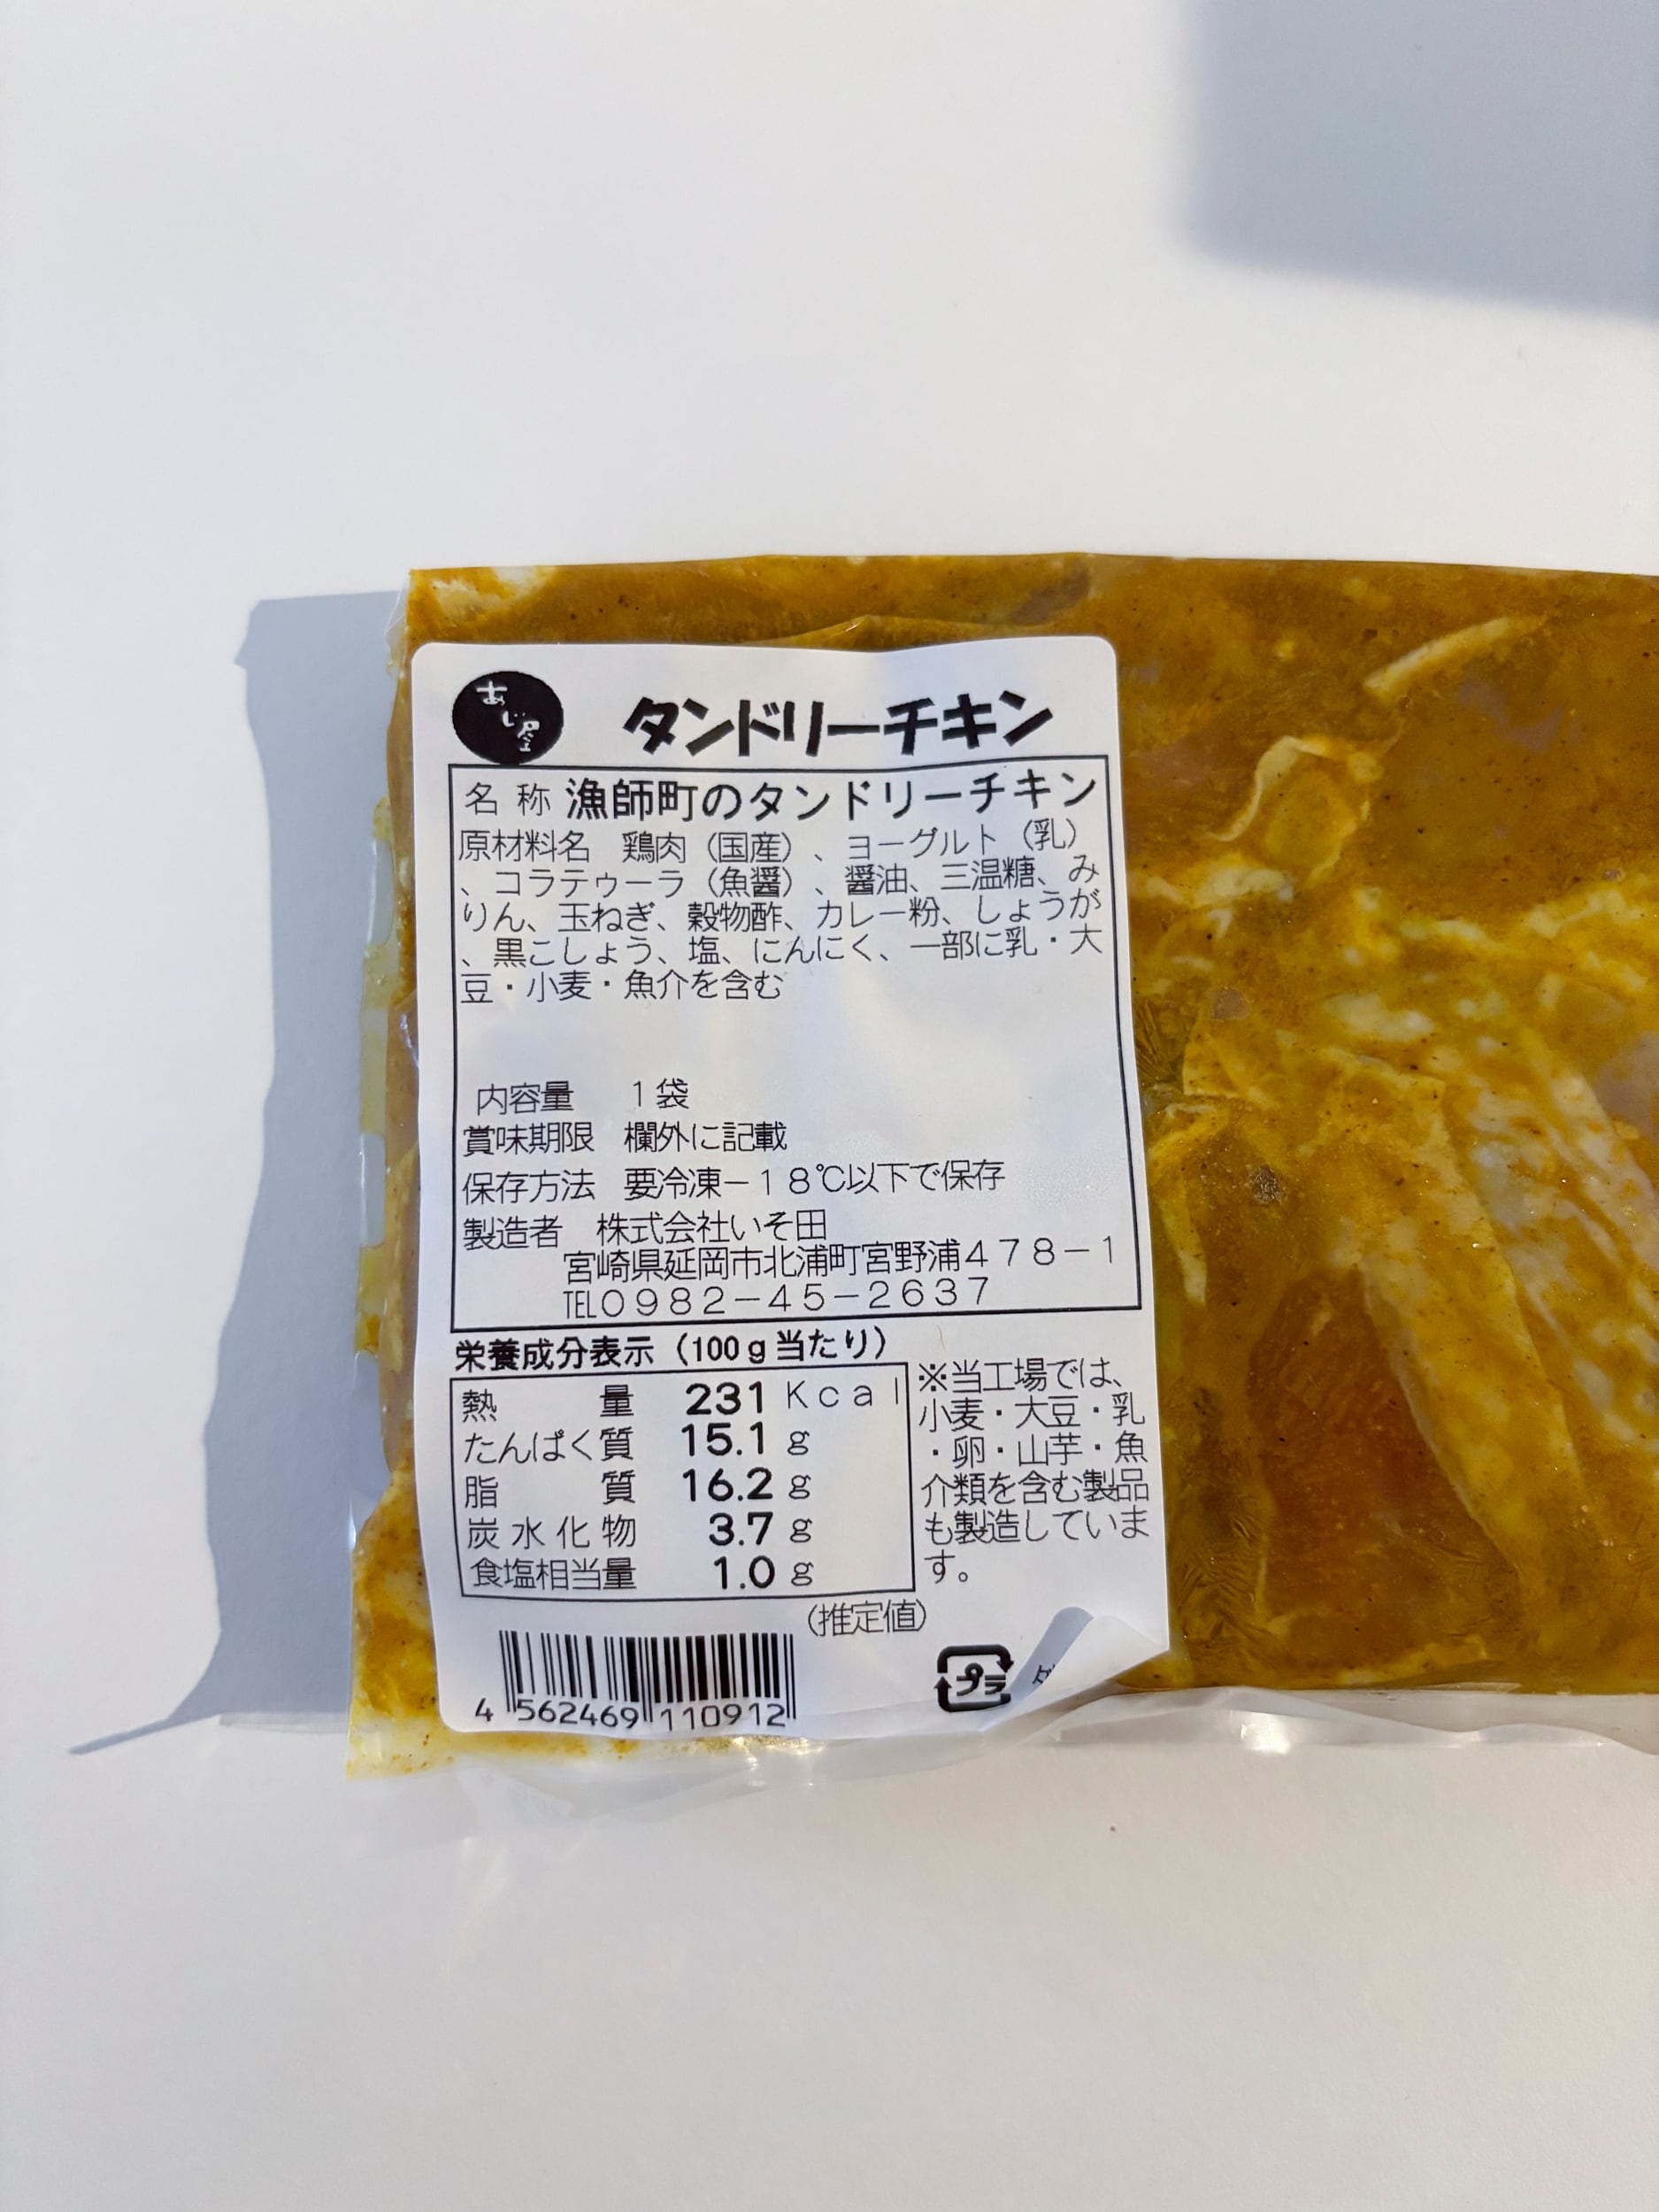 あじ屋
タンドリーチキン
名称 漁師町のタンドリーチキン
原材料名 鶏肉（国産）、ヨーグルト（乳）
、コラテゥーラ（魚醤）、醤油、三温糖、み
りん、玉ねぎ、穀物酢、カレー粉、しょうが
、黒こしょう、塩、にんにく、一部に乳・大
豆・小麦・魚介を含む
内容量 １袋
賞味期限 欄外に記載
保存方法 要冷凍－１８℃以下で保存
製造者 株式会社いそ田
宮崎県延岡市北浦町宮野浦４７８－１
℡０９８２－４５－２６３７
栄養成分表示（100ｇ当たり）
熱量 231 Ｋｃａｌ
たんぱく質 15.1 ｇ
脂質 16.2 ｇ
炭水化物 3.7 ｇ
食塩相当量 1.0 ｇ
（推定値）
※当工場では、
小麦・大豆・乳
・卵・山芋・魚
介類を含む製品
も製造していま
す。
4 562469 110912
プラ